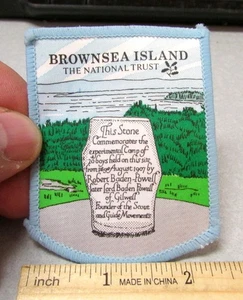 BROWNSEA ISLAND
THE NATIONAL TRUST
This Stone
Commemorates the
experimental Camp of
20 boys held on this site
from 1st-9th August 1907 by
Robert Baden-Powell
later Lord Baden Powell
of Gilwell
Founder of the Scout
and Guide Movements
inch 1 MADE IN CHINA 2